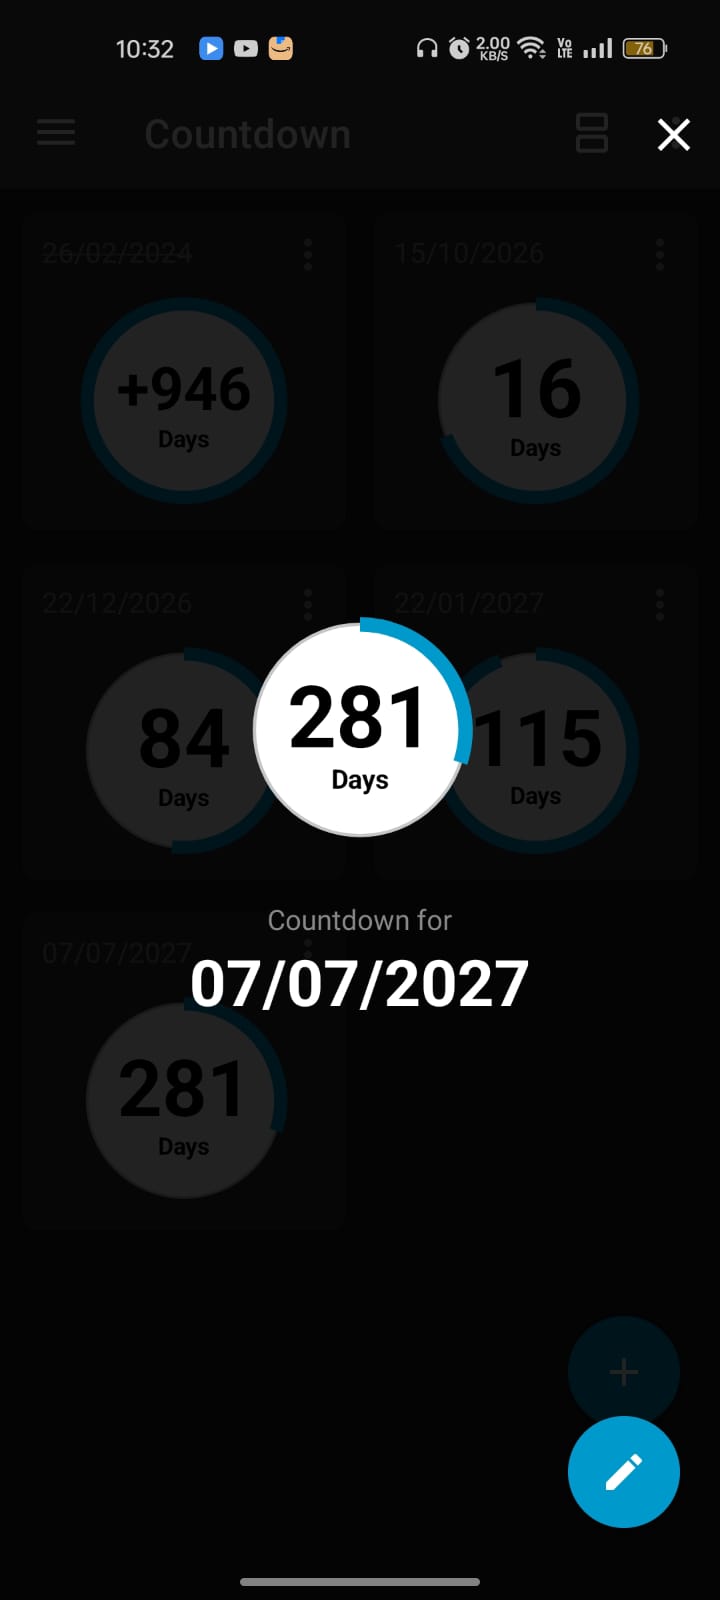 10:32
2.00
KB/S
Vo
LTE
76
Countdown
26/02/2024
15/10/2026
+946
Days
16
Days
22/12/2026
22/01/2027
84
Days
115
Days
281
Days
Countdown for
07/07/2027
07/07/2027
281
Days